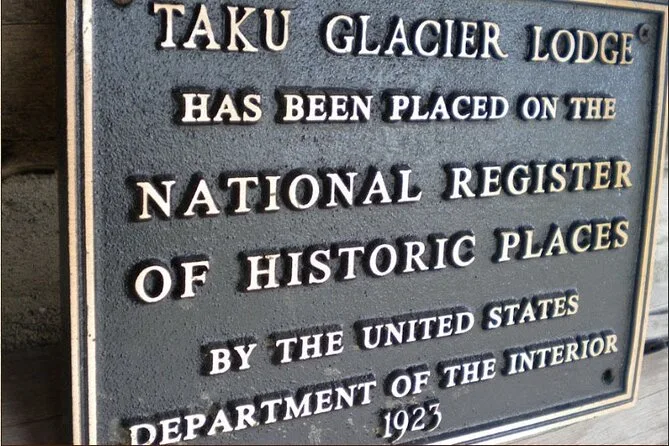 TAKU GLACIER LODGE
HAS BEEN PLACED ON THE
NATIONAL REGISTER
OF HISTORIC PLACES
BY THE UNITED STATES
DEPARTMENT OF THE INTERIOR
1923